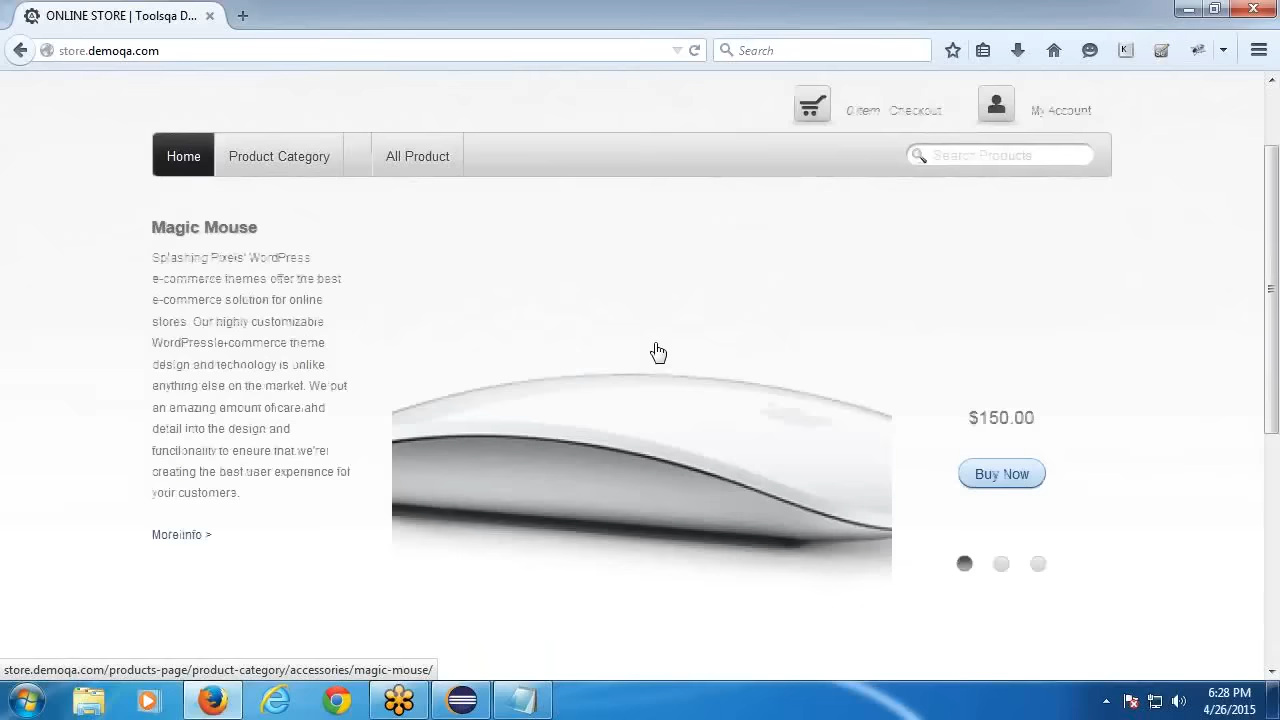 ONLINE STORE | Toolsqa D...
store.demoqa.com
Search
0 item Checkout
My Account
Home
Product Category
All Product
Search Products
Magic Mouse
Splashing Pixels' WordPress
e-commerce themes offer the best
e-commerce solution for online
stores. Our highly customizable
WordPress e-commerce theme
design and technology is unlike
anything else on the market. We put
an amazing amount of care and
detail into the design and
functionality to ensure that we're
creating the best user experience for
your customers.
More info >
$150.00
Buy Now
store.demoqa.com/products-page/product-category/accessories/magic-mouse/
6:28 PM
4/26/2015